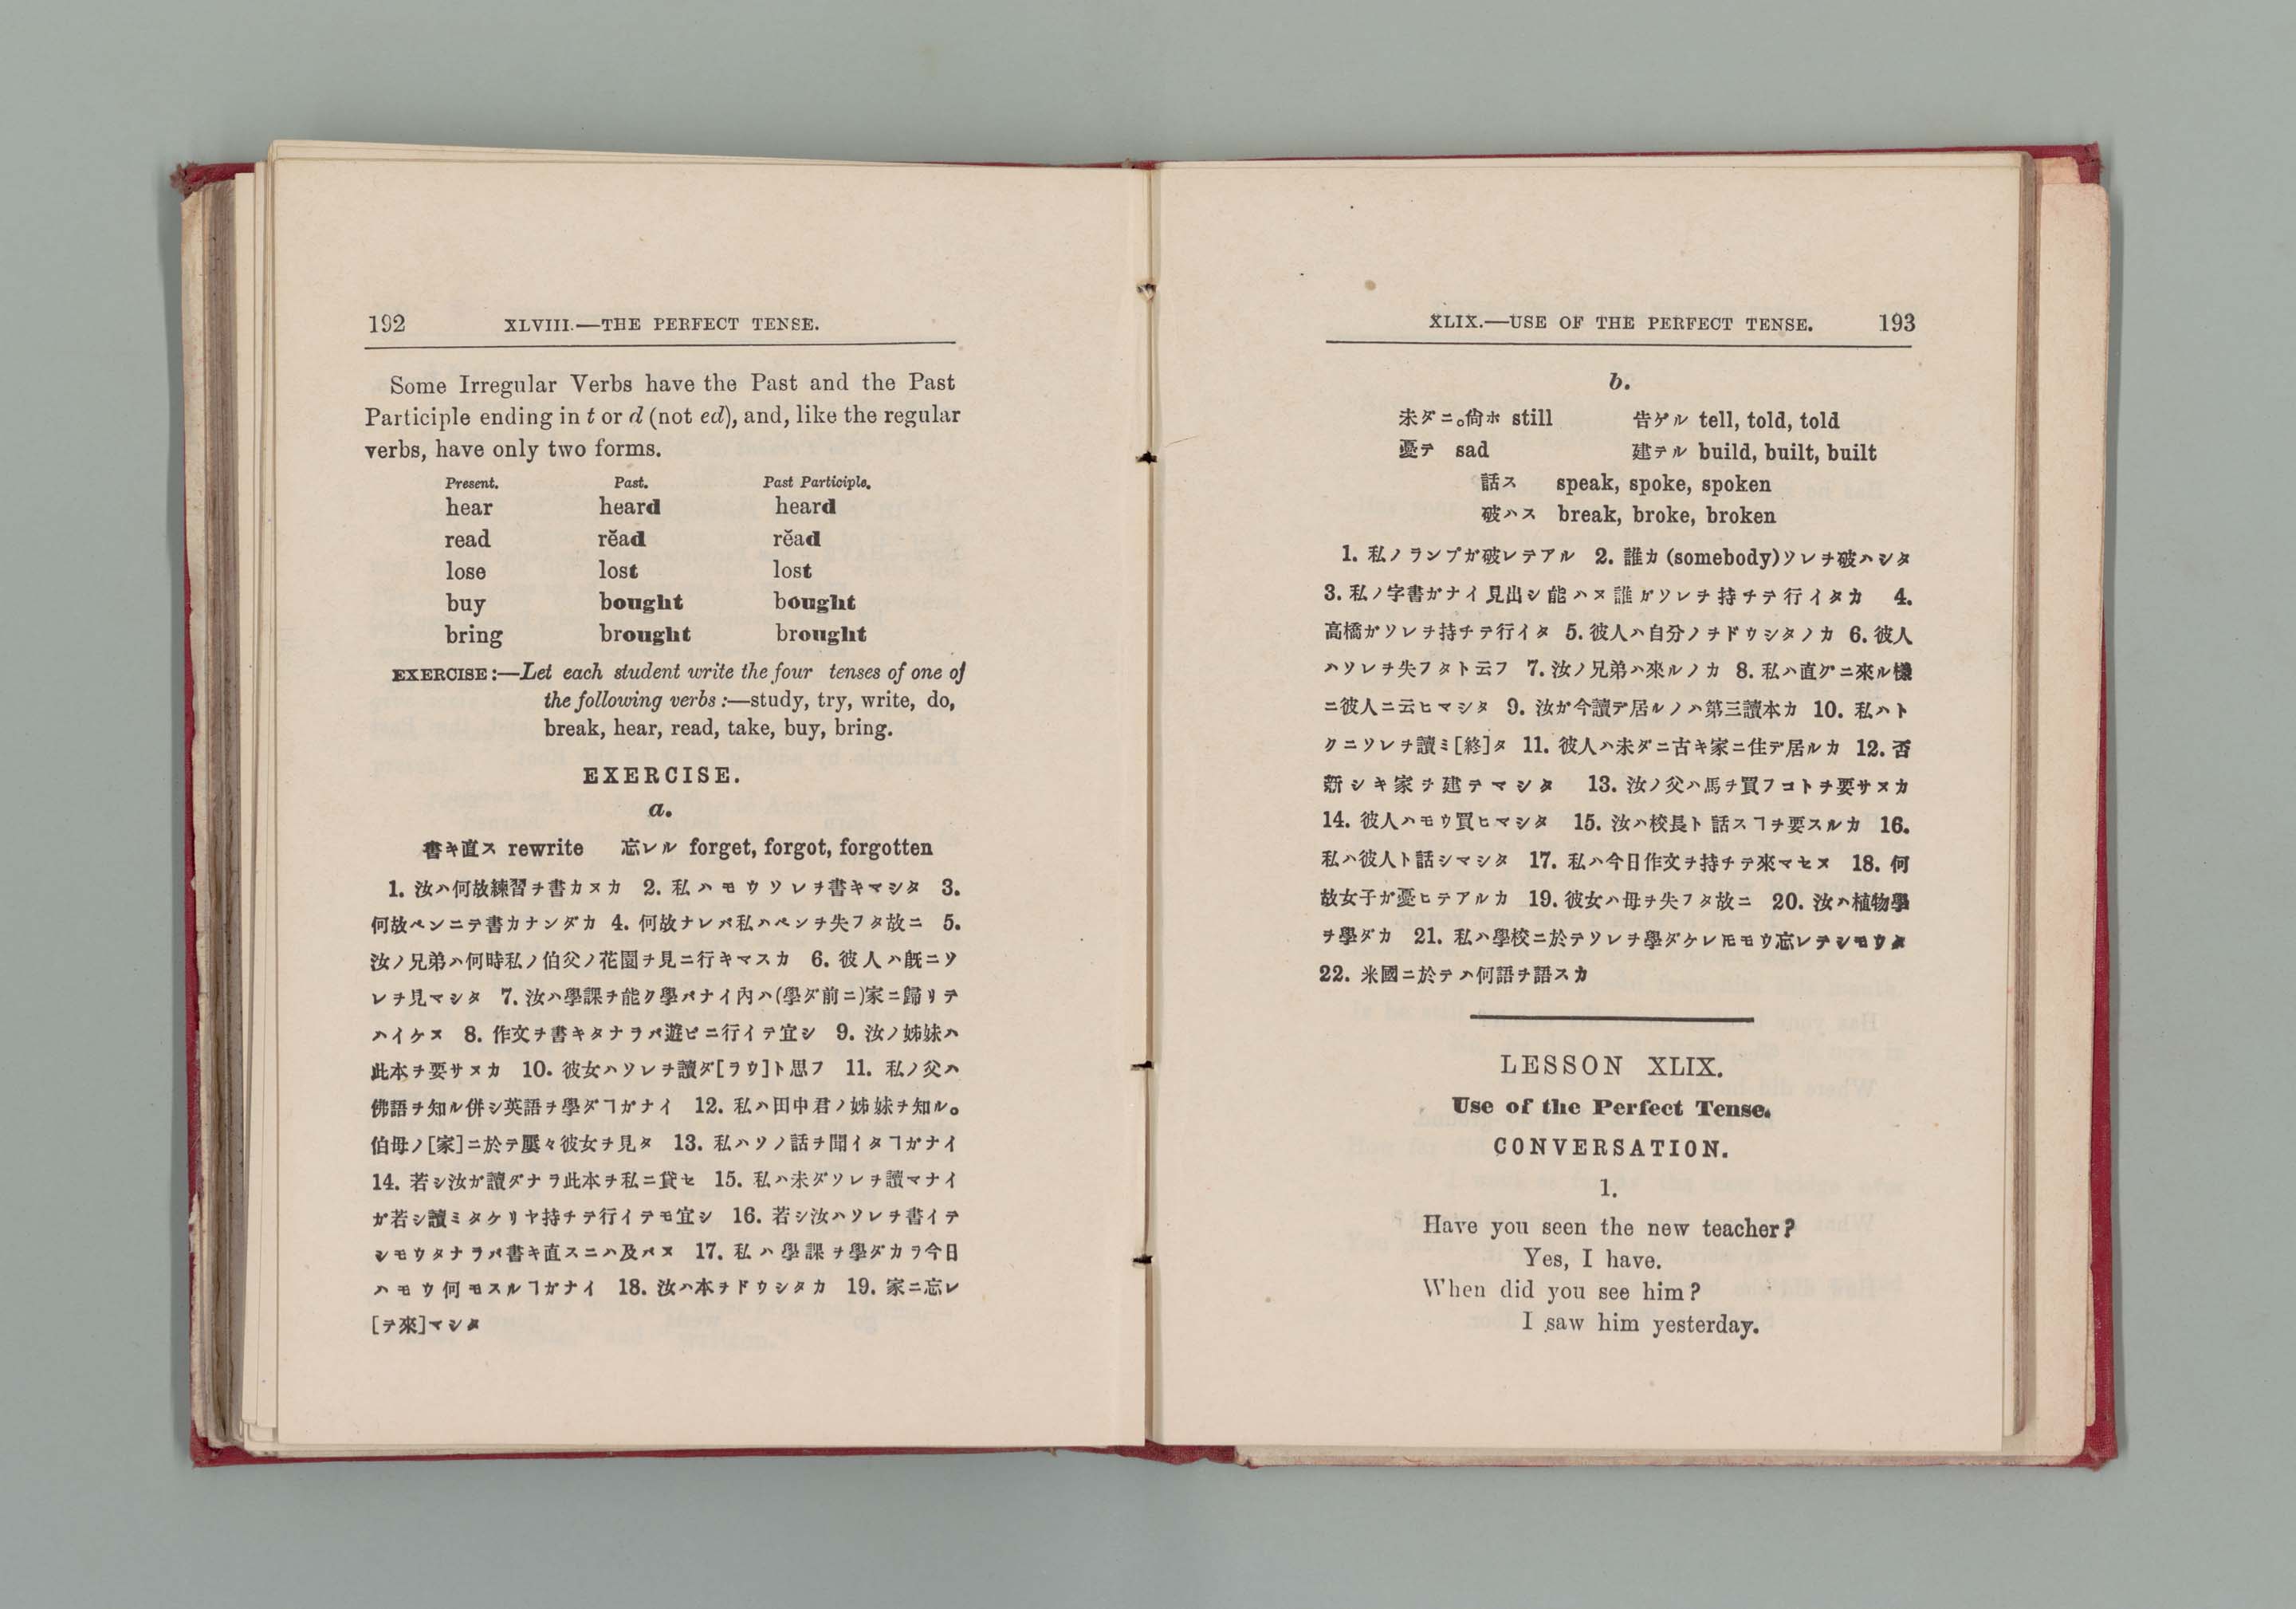 192 XLVIII.—THE PERFECT TENSE.
Some Irregular Verbs have the Past and the Past
Participle ending in t or d (not ed), and, like the regular
verbs, have only two forms.
Present. Past. Past Participle.
hear heard heard
read rĕad rĕad
lose lost lost
buy bought bought
bring brought brought
EXERCISE:—Let each student write the four tenses of one of
the following verbs:—study, try, write, do,
break, hear, read, take, buy, bring.
EXERCISE.
a.
書キ直ス rewrite 忘レル forget, forgot, forgotten
1. 汝ハ何故練習ヲ書カヌカ 2. 私ハモウソレヲ書キマシタ 3.
何故ペンニテ書カナンダカ 4. 何故ナレバ私ハペンヲ失フタ故ニ 5.
汝ノ兄弟ハ何時私ノ伯父ノ花園ヲ見ニ行キマスカ 6. 彼人ハ既ニソ
レヲ見マシタ 7. 汝ハ學課ヲ能ク學バナイ內ハ(學ダ前ニ)家ニ歸リテ
ハイケヌ 8. 作文ヲ書キタナラバ遊ビニ行イテ宜シ 9. 汝ノ姊妹ハ
此本ヲ要サヌカ 10. 彼女ハソレヲ讀ダ[ラウ]ト思フ 11. 私ノ父ハ
佛語ヲ知ル併シ英語ヲ學ダヿガナイ 12. 私ハ田中君ノ姊妹ヲ知ル。
伯母ノ[家]ニ於テ屢々彼女ヲ見タ 13. 私ハソノ話ヲ聞イタヿガナイ
14. 若シ汝ガ讀ダナラ此本ヲ私ニ貸セ 15. 私ハ未ダソレヲ讀マナイ
ガ若シ讀ミタケリヤ持チテ行イテモ宜シ 16. 若シ汝ハソレヲ書イテ
シモウタナラバ書キ直スニハ及バヌ 17. 私ハ學課ヲ學ダカラ今日
ハモウ何モスルヿガナイ 18. 汝ハ本ヲドウシタカ 19. 家ニ忘レ
[テ來]マシタ
XLIX.—USE OF THE PERFECT TENSE. 193
b.
未ダニ。尙ホ still 告ゲル tell, told, told
憂テ sad 建テル build, built, built
話ス speak, spoke, spoken
破ハス break, broke, broken
1. 私ノランプガ破レテアル 2. 誰カ (somebody)ソレヲ破ハシタ
3. 私ノ字書ガナイ見出シ能ハヌ誰ガソレヲ持チテ行イタカ 4.
高橋ガソレヲ持チテ行イタ 5. 彼人ハ自分ノヲドウシタノカ 6. 彼人
ハソレヲ失フタト云フ 7. 汝ノ兄弟ハ來ルノカ 8. 私ハ直グニ來ル樣
ニ彼人ニ云ヒマシタ 9. 汝ガ今讀デ居ルノハ第三讀本カ 10. 私ハト
クニソレヲ讀ミ[終]タ 11. 彼人ハ未ダニ古キ家ニ住デ居ルカ 12. 否
新シキ家ヲ建テマシタ 13. 汝ノ父ハ馬ヲ買フコトヲ要サヌカ
14. 彼人ハモウ買ヒマシタ 15. 汝ハ校長ト話スヿヲ要スルカ 16.
私ハ彼人ト話シマシタ 17. 私ハ今日作文ヲ持チテ來マセヌ 18. 何
故女子ガ憂ヒテアルカ 19. 彼女ハ母ヲ失フタ故ニ 20. 汝ハ植物學
ヲ學ダカ 21. 私ハ學校ニ於テソレヲ學ダケレ𪜈モウ忘レテシモウタ
22. 米國ニ於テハ何語ヲ語スカ
LESSON XLIX.
Use of the Perfect Tense.
CONVERSATION.
1.
Have you seen the new teacher?
Yes, I have.
When did you see him?
I saw him yesterday.